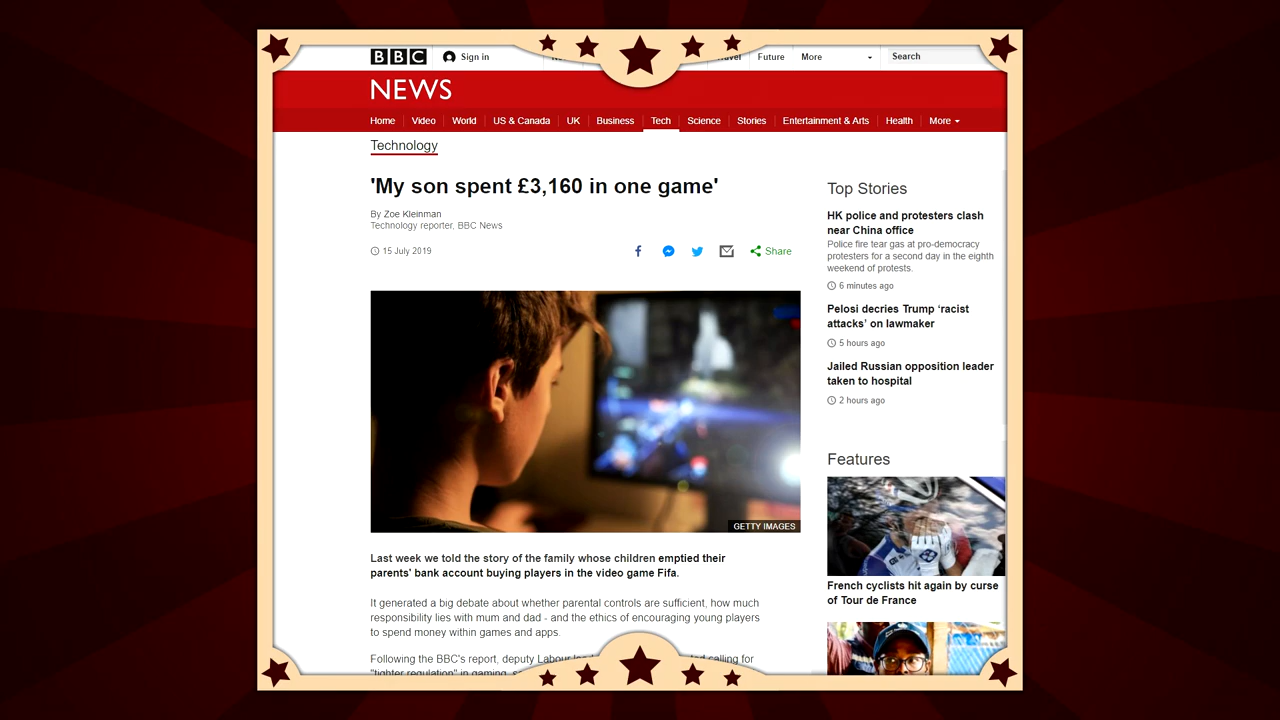 BBC
Sign in
Future
More
Search
NEWS
Home
Video
World
US & Canada
UK
Business
Tech
Science
Stories
Entertainment & Arts
Health
More
Technology
'My son spent £3,160 in one game'
By Zoe Kleinman
Technology reporter, BBC News
15 July 2019
Share
GETTY IMAGES
Last week we told the story of the family whose children emptied their
parents' bank account buying players in the video game Fifa.
It generated a big debate about whether parental controls are sufficient, how much
responsibility lies with mum and dad - and the ethics of encouraging young players
to spend money within games and apps.
Following the BBC's report, deputy Labour calling for
"tighter regulation" in gaming,
Top Stories
HK police and protesters clash
near China office
Police fire tear gas at pro-democracy
protesters for a second day in the eighth
weekend of protests.
6 minutes ago
Pelosi decries Trump ‘racist
attacks’ on lawmaker
5 hours ago
Jailed Russian opposition leader
taken to hospital
2 hours ago
Features
French cyclists hit again by curse
of Tour de France